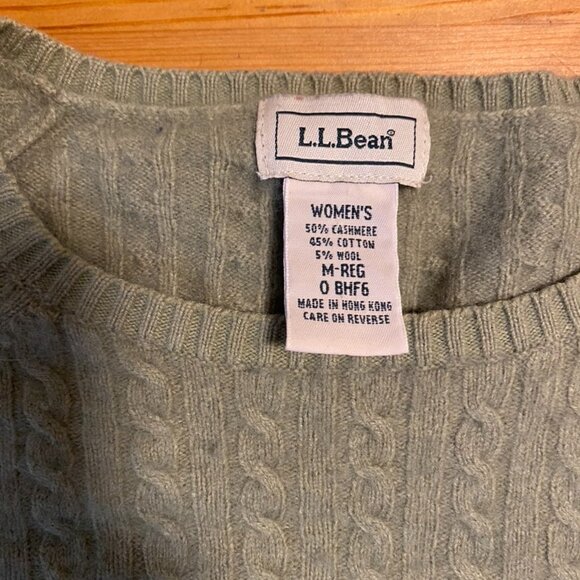 L.L.Bean®
WOMEN'S
50% CASHMERE
45% COTTON
5% WOOL
M-REG
0 BHF6
MADE IN HONG KONG
CARE ON REVERSE